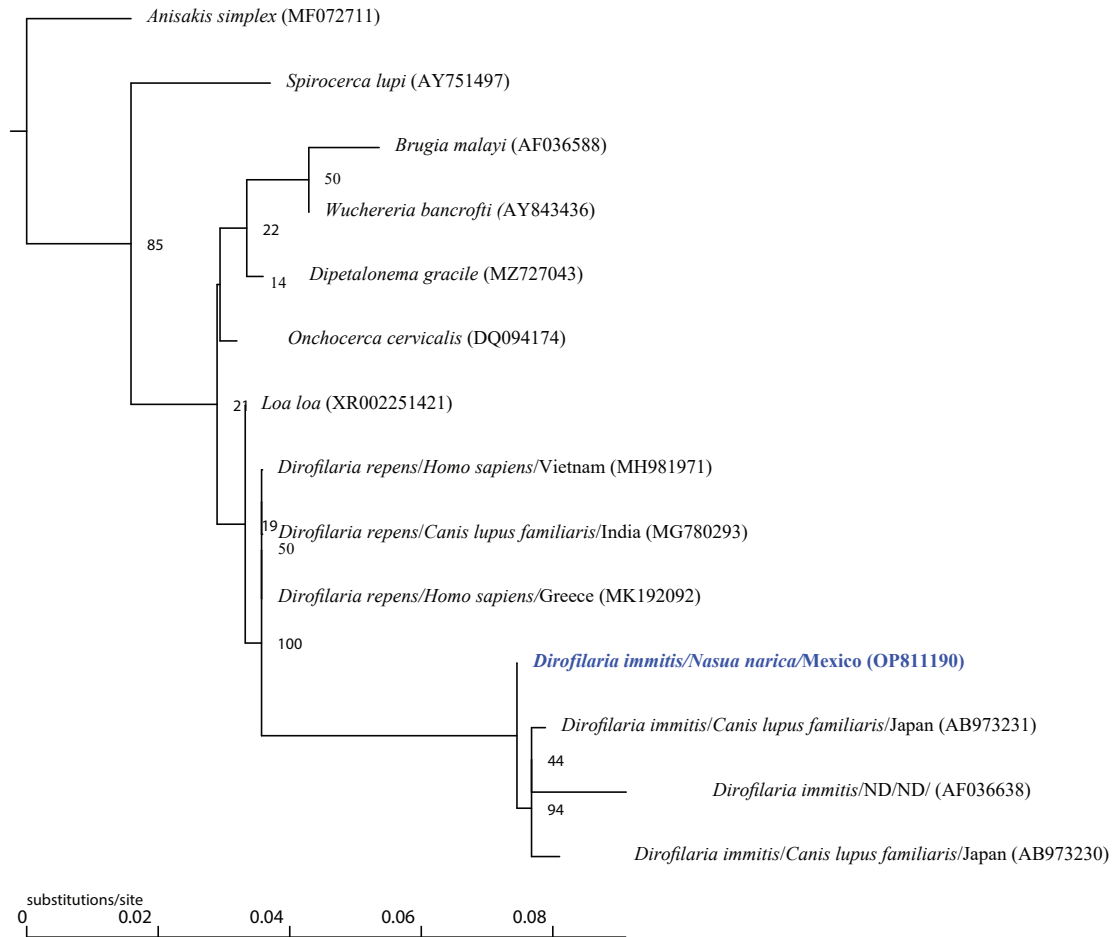 Anisakis simplex (MF072711)
Spirocerca lupi (AY751497)
Brugia malayi (AF036588)
50
Wuchereria bancrofti (AY843436)
22
85
Dipetalonema gracile (MZ727043)
14
Onchocerca cervicalis (DQ094174)
21
Loa loa (XR002251421)
Dirofilaria repens/Homo sapiens/Vietnam (MH981971)
19
Dirofilaria repens/Canis lupus familiaris/India (MG780293)
50
Dirofilaria repens/Homo sapiens/Greece (MK192092)
100
Dirofilaria immitis/Nasua narica/Mexico (OP811190)
Dirofilaria immitis/Canis lupus familiaris/Japan (AB973231)
44
Dirofilaria immitis/ND/ND/ (AF036638)
94
Dirofilaria immitis/Canis lupus familiaris/Japan (AB973230)
substitutions/site
0 0.02 0.04 0.06 0.08